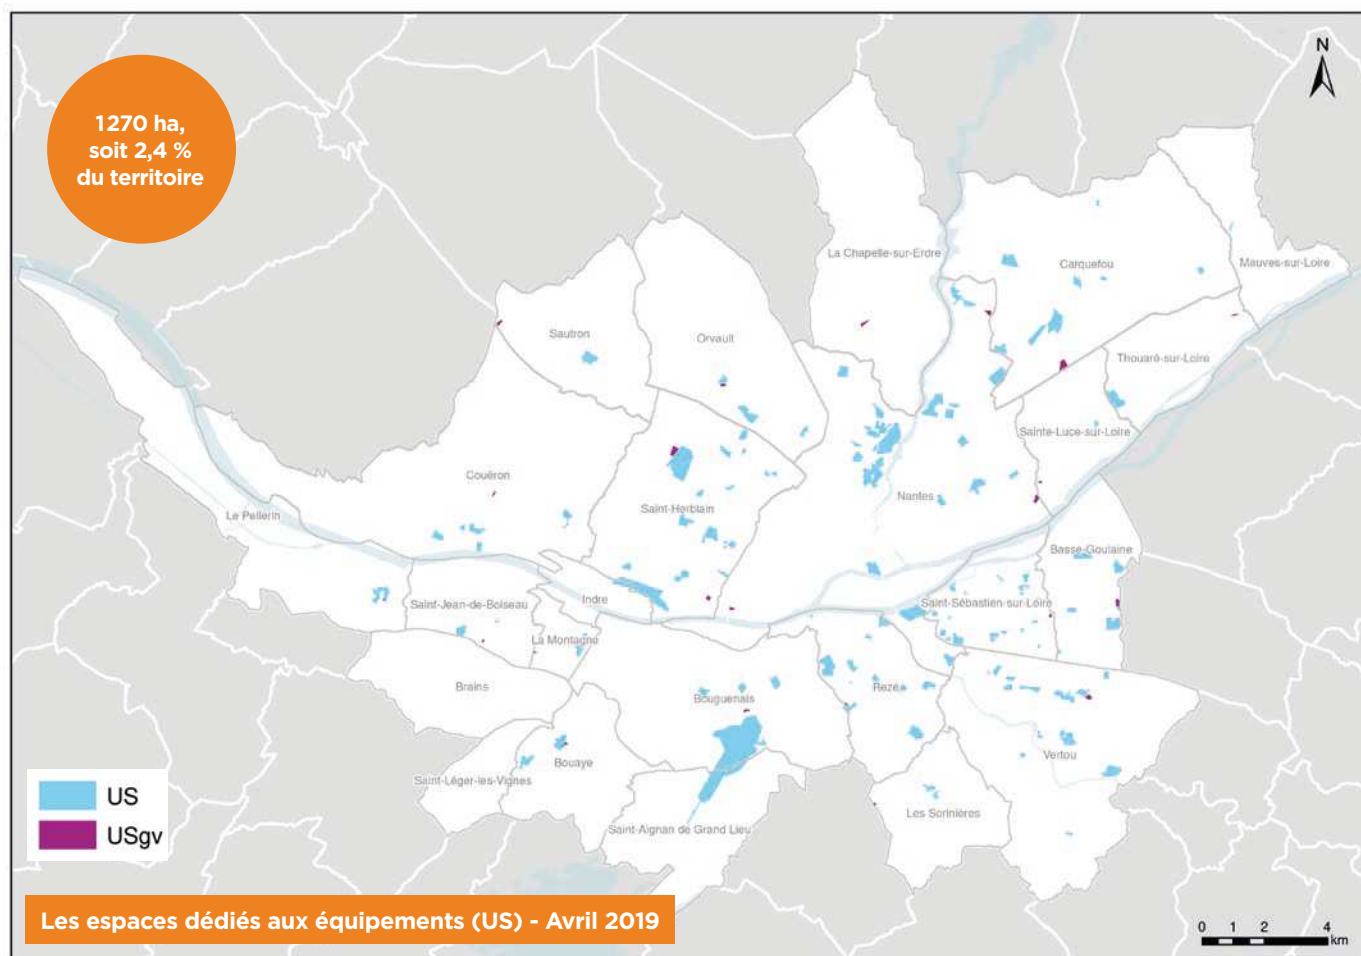 1270 ha,
soit 2,4 %
du territoire
N
La Chapelle-sur-Erdre
Carquefou
Mauves-sur-Loire
Sautron
Orvault
Thouaré-sur-Loire
Sainte-Luce-sur-Loire
Couëron
Nantes
Saint-Herblain
Le Pellerin
Basse-Goulaine
Indre
Saint-Jean-de-Boiseau
Saint-Sébastien-sur-Loire
La Montagne
Brains
Rezé
Bouguenais
Vertou
Bouaye
Saint-Léger-les-Vignes
US
Les Sorinières
Saint-Aignan de Grand Lieu
USgv
Les espaces dédiés aux équipements (US) - Avril 2019
0 1 2 4
km